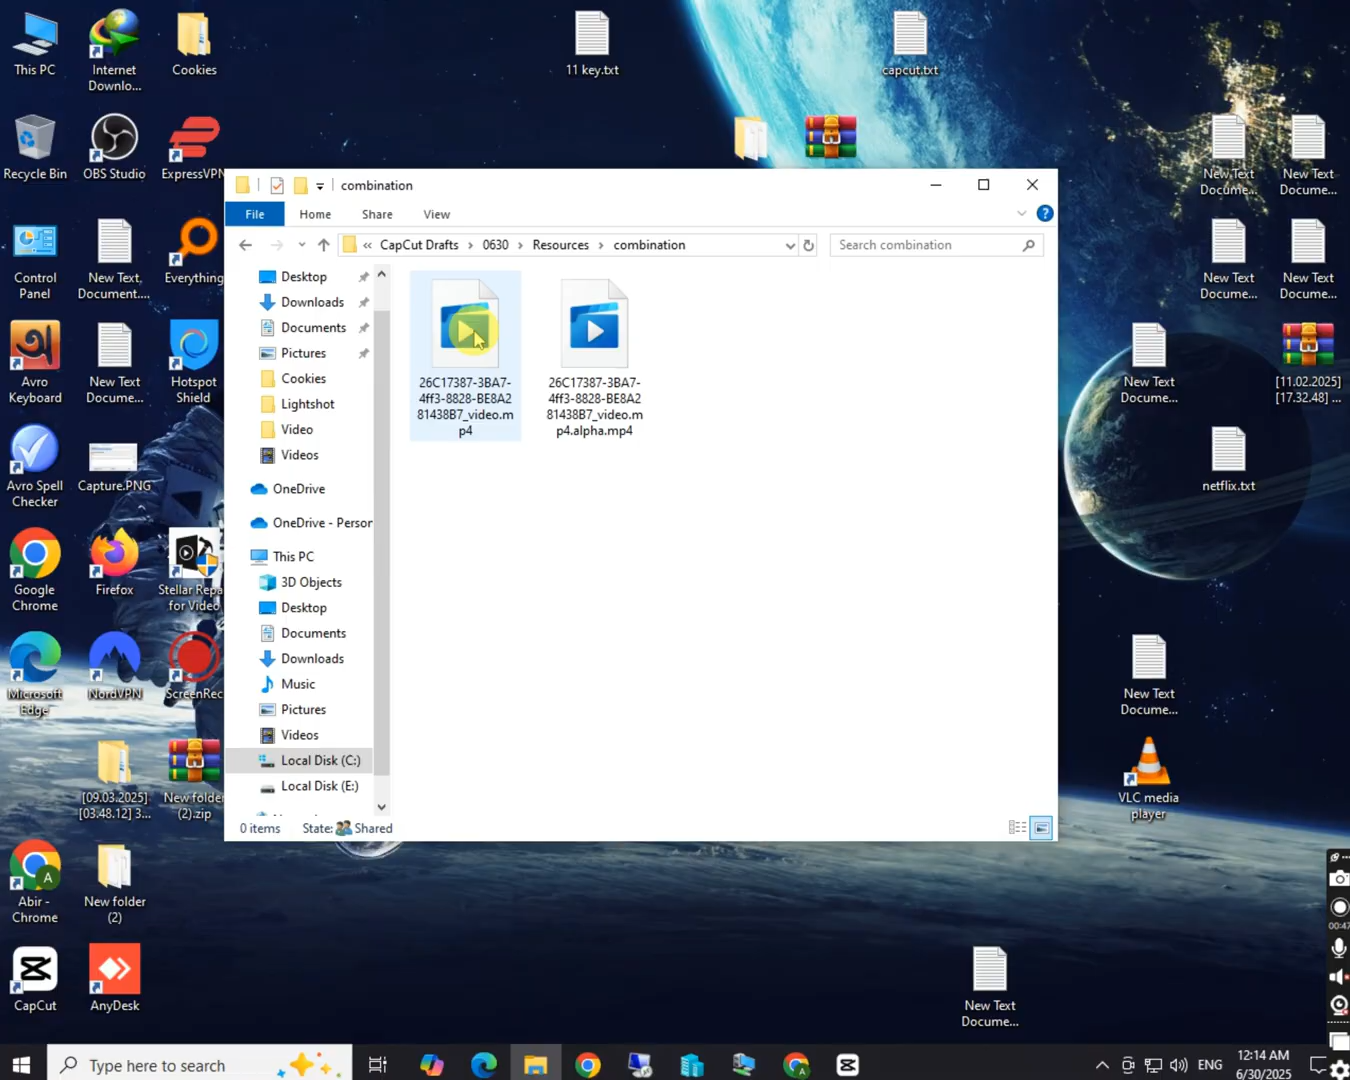 This PC
Internet
Downlo...
Cookies
11 key.txt
capcut.txt
Recycle Bin
OBS Studio
ExpressVPN
New Text
Docume...
New Text
Docume...
Control
Panel
New Text
Document....
Everything
New Text
Docume...
New Text
Docume...
Avro
Keyboard
New Text
Docume...
Hotspot
Shield
New Text
Docume...
[11.02.2025]
[17.32.48] ...
Avro Spell
Checker
Capture.PNG
netflix.txt
Google
Chrome
Firefox
Stellar Repa
for Video
Microsoft
Edge
NordVPN
ScreenRec
New Text
Docume...
[09.03.2025]
[03.48.12] 3...
New folder
(2).zip
VLC media
player
A
Abir -
Chrome
New folder
(2)
CapCut
AnyDesk
New Text
Docume...
combination
File
Home
Share
View
?
«
CapCut Drafts
0630
Resources
combination
Search combination
Desktop
Downloads
Documents
Pictures
Cookies
Lightshot
Video
Videos
OneDrive
OneDrive - Person
This PC
3D Objects
Desktop
Documents
Downloads
Music
Pictures
Videos
Local Disk (C:)
Local Disk (E:)
26C17387-3BA7-
4ff3-8828-BE8A2
81438B7_video.m
p4
26C17387-3BA7-
4ff3-8828-BE8A2
81438B7_video.mp4.alpha.mp4
0 items
State:
Shared
00:47
Type here to search
A
ENG
12:14 AM
6/30/2025